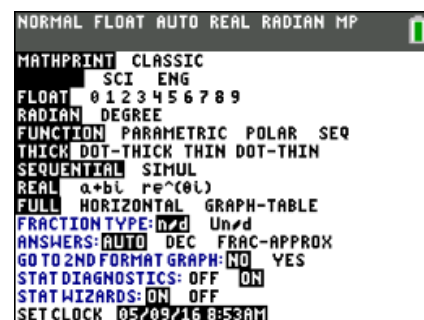 NORMAL FLOAT AUTO REAL RADIAN MP
MATHPRINT CLASSIC
SCI ENG
FLOAT 0 1 2 3 4 5 6 7 8 9
RADIAN DEGREE
FUNCTION PARAMETRIC POLAR SEQ
THICK DOT-THICK THIN DOT-THIN
SEQUENTIAL SIMUL
REAL a+bi re^(θi)
FULL HORIZONTAL GRAPH-TABLE
FRACTION TYPE: n/d Un/d
ANSWERS: AUTO DEC FRAC-APPROX
GO TO 2ND FORMAT GRAPH: NO YES
STAT DIAGNOSTICS: OFF ON
STAT WIZARDS: ON OFF
SET CLOCK 05/09/16 8:53AM